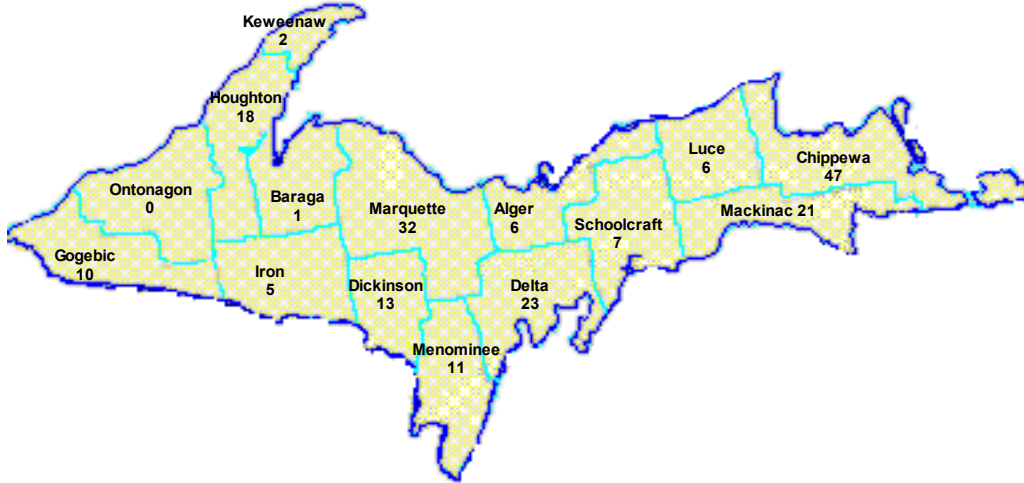 Keweenaw
2
Houghton
18
Ontonagon
0
Gogebic
10
Baraga
1
Iron
5
Marquette
32
Dickinson
13
Menominee
11
Alger
6
Delta
23
Schoolcraft
7
Luce
6
Chippewa
47
Mackinac 21